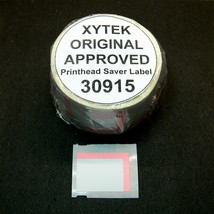 XYTEK
ORIGINAL
APPROVED
Printhead Saver Label
30915